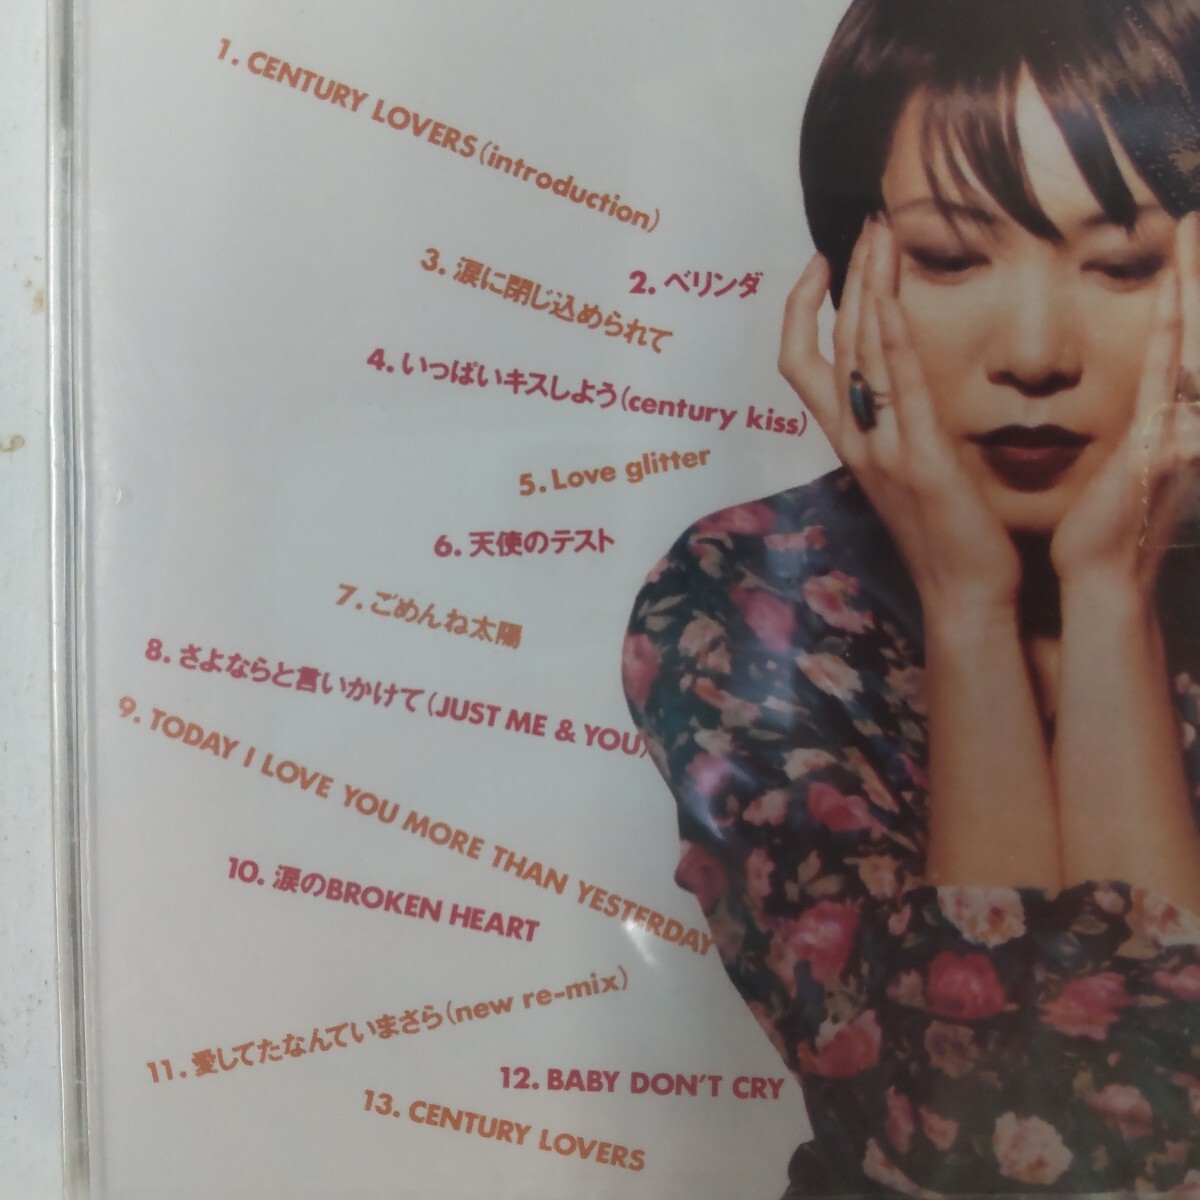 1. CENTURY LOVERS(introduction)
2. ベリンダ
3. 涙に閉じ込められて
4. いっぱいキスしよう(century kiss)
5. Love glitter
6. 天使のテスト
7. ごめんね太陽
8. さよならと言いかけて(JUST ME & YOU)
9. TODAY I LOVE YOU MORE THAN YESTERDAY
10. 涙のBROKEN HEART
11. 愛してたなんていまさら(new re-mix)
12. BABY DON'T CRY
13. CENTURY LOVERS